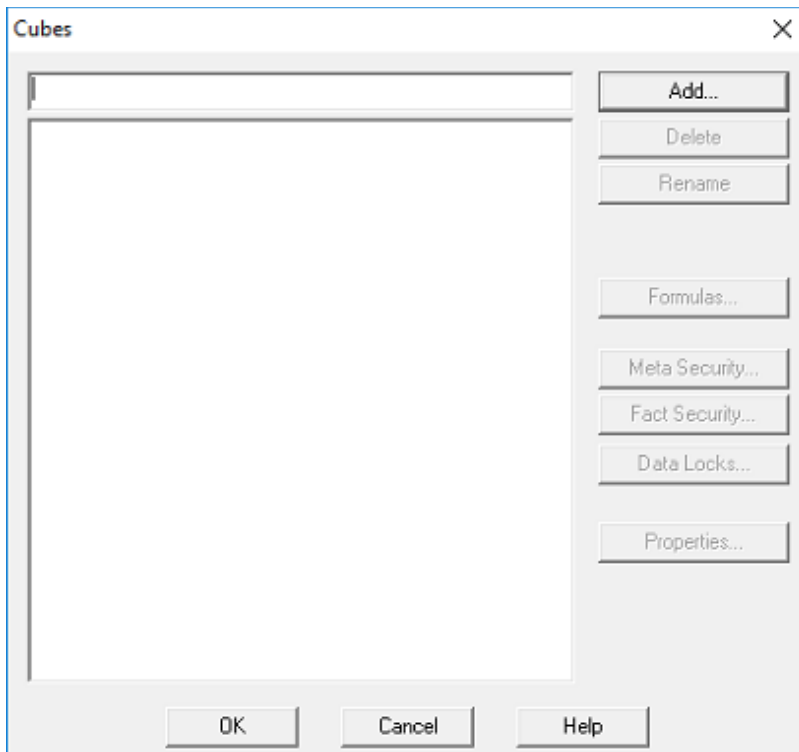 Cubes
Add...
Delete
Rename
Formulas...
Meta Security...
Fact Security...
Data Locks...
Properties...
OK Cancel Help